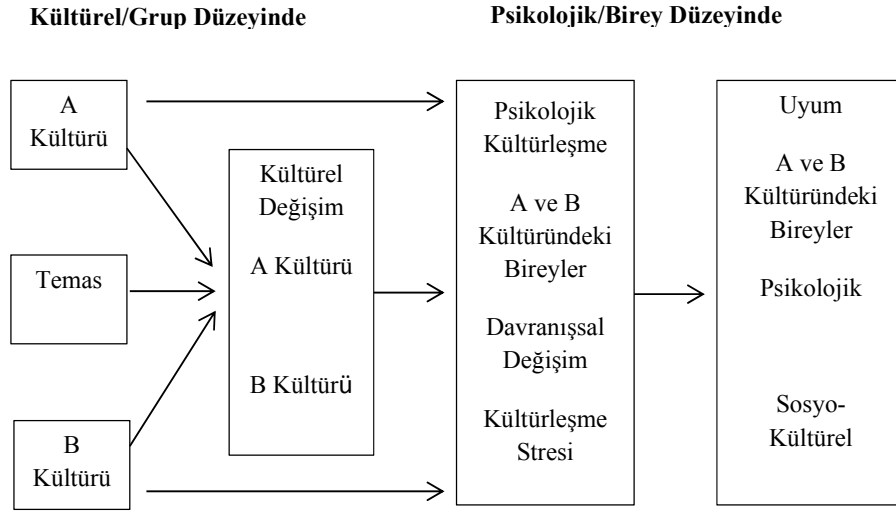 Kültürel/Grup Düzeyinde
Psikolojik/Birey Düzeyinde
A
Kültürü
Temas
B
Kültürü
Kültürel
Değişim
A Kültürü
B Kültürü
Psikolojik
Kültürleşme
A ve B
Kültüründeki
Bireyler
Davranışsal
Değişim
Kültürleşme
Stresi
Uyum
A ve B
Kültüründeki
Bireyler
Psikolojik
Sosyo-
Kültürel